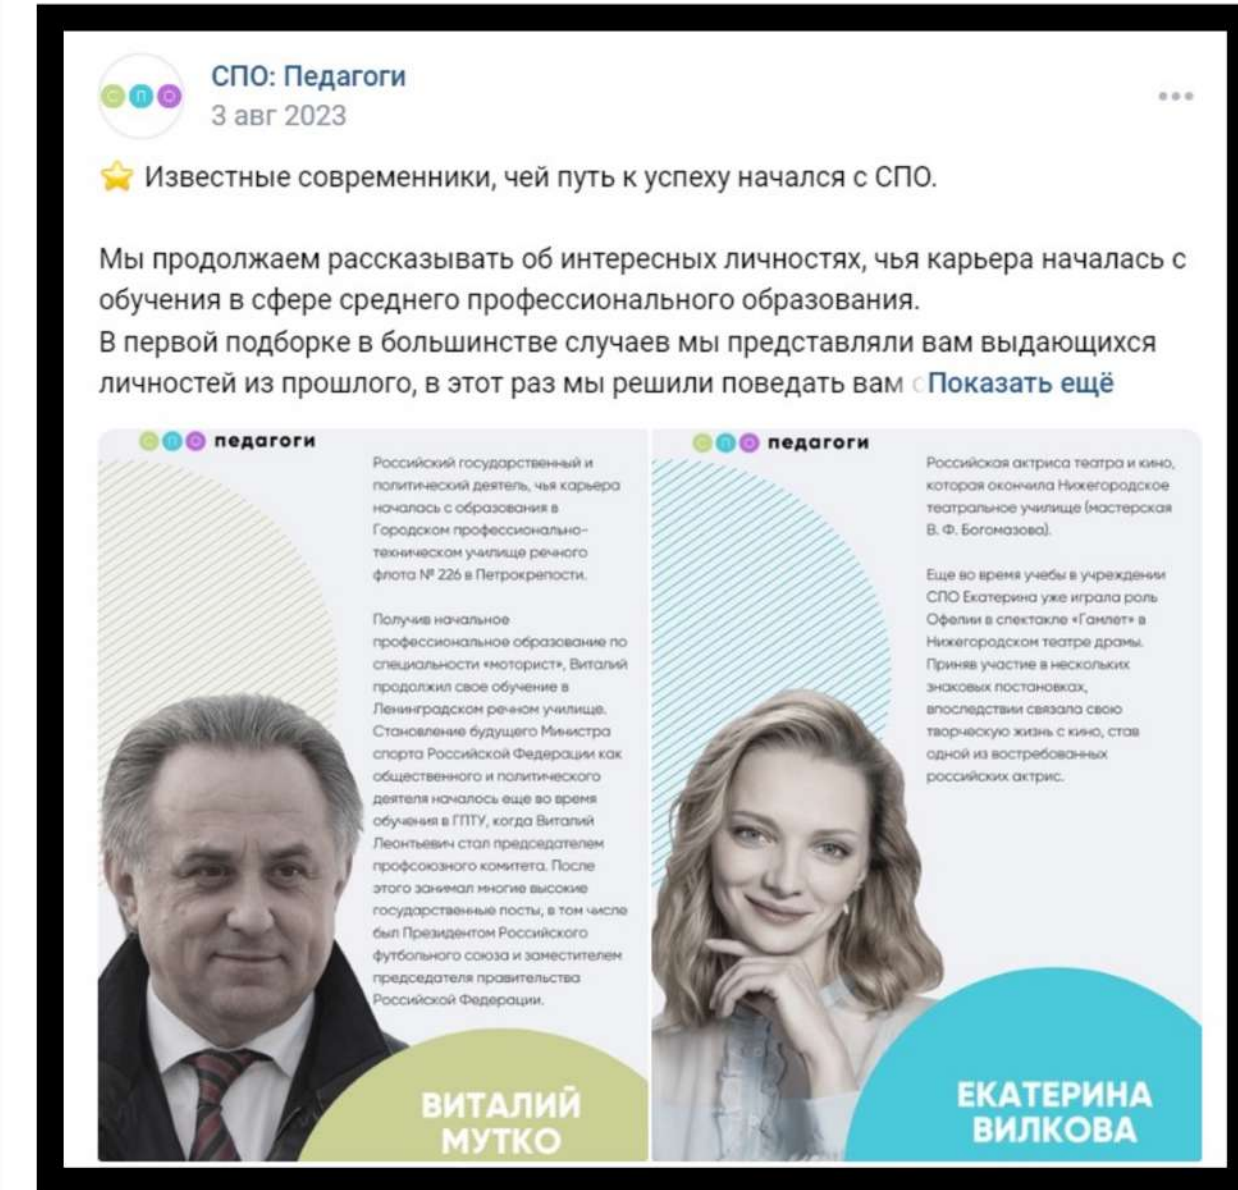 СПО: Педагоги
3 авг 2023
С П О
Известные современники, чей путь к успеху начался с СПО.
Мы продолжаем рассказывать об интересных личностях, чья карьера началась с
обучения в сфере среднего профессионального образования.
В первой подборке в большинстве случаев мы представляли вам выдающихся
личностей из прошлого, в этот раз мы решили поведать вам с Показать ещё
С П О педагоги
Российский государственный и
политический деятель, чья карьера
началась с образования в
Городском профессионально-
техническом училище речного
флота № 226 в Петрокрепости.
Получив начальное
профессиональное образование по
специальности «моторист», Виталий
продолжил свое обучение в
Ленинградском речном училище.
Становление будущего Министра
спорта Российской Федерации как
общественного и политического
деятеля началось еще во время
обучения в ГПТУ, когда Виталий
Леонтьевич стал председателем
профсоюзного комитета. После
этого занимал многие высокие
государственные посты, в том числе
был Президентом Российского
футбольного союза и заместителем
председателя правительства
Российской Федерации.
ВИТАЛИЙ
МУТКО
С П О педагоги
Российская актриса театра и кино,
которая окончила Нижегородское
театральное училище (мастерская
В. Ф. Богомазова).
Еще во время учебы в учреждении
СПО Екатерина уже играла роль
Офелии в спектакле «Гамлет» в
Нижегородском театре драмы.
Приняв участие в нескольких
знаковых постановках,
впоследствии связала свою
творческую жизнь с кино, став
одной из востребованных
российских актрис.
ЕКАТЕРИНА
ВИЛКОВА